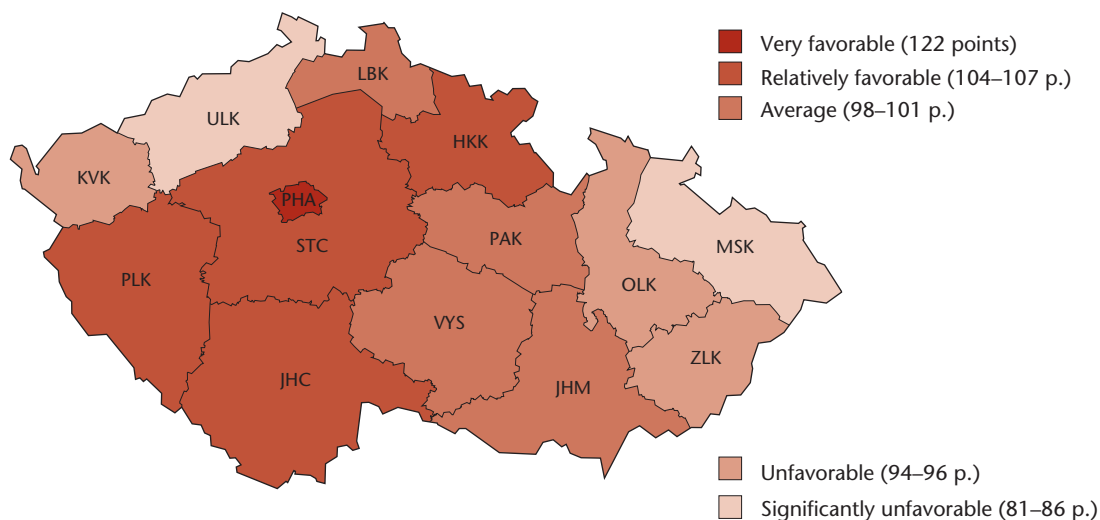 Very favorable (122 points)
Relatively favorable (104–107 p.)
Average (98–101 p.)
LBK
ULK
HKK
KVK
PHA
STC
PAK
MSK
PLK
OLK
VYS
ZLK
JHC
JHM
Unfavorable (94–96 p.)
Significantly unfavorable (81–86 p.)